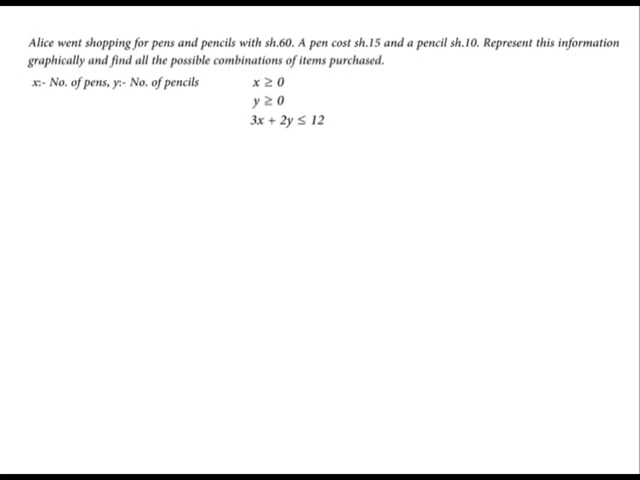 Alice went shopping for pens and pencils with sh.60. A pen cost sh.15 and a pencil sh.10. Represent this information
graphically and find all the possible combinations of items purchased.
x:- No. of pens, y:- No. of pencils x ≥ 0
y ≥ 0
3x + 2y ≤ 12